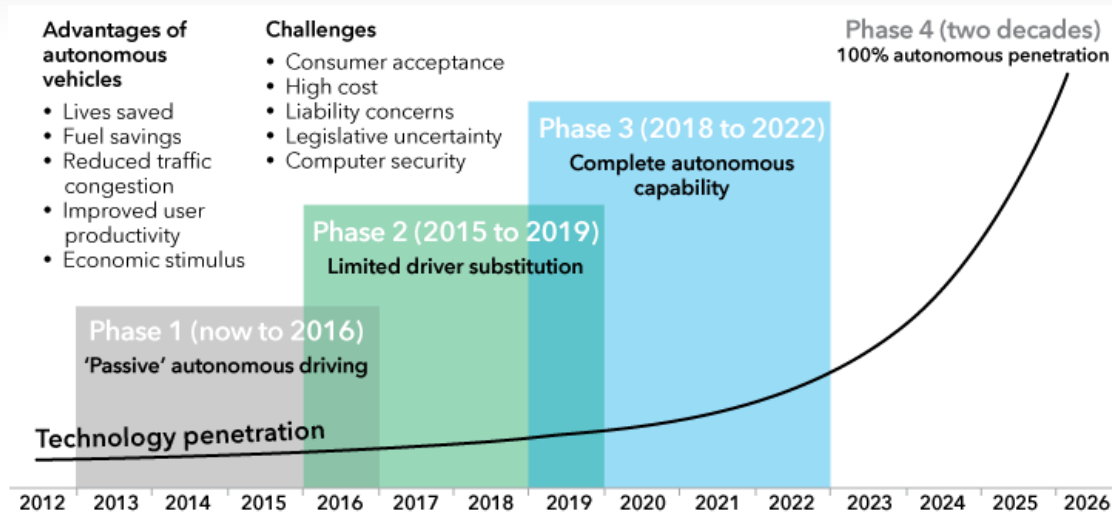 Advantages of
autonomous
vehicles
• Lives saved
• Fuel savings
• Reduced traffic
congestion
• Improved user
productivity
• Economic stimulus
Challenges
• Consumer acceptance
• High cost
• Liability concerns
• Legislative uncertainty
• Computer security
Phase 4 (two decades)
100% autonomous penetration
Phase 3 (2018 to 2022)
Complete autonomous
capability
Phase 2 (2015 to 2019)
Limited driver substitution
Phase 1 (now to 2016)
‘Passive’ autonomous driving
Technology penetration
2012 2013 2014 2015 2016 2017 2018 2019 2020 2021 2022 2023 2024 2025 2026